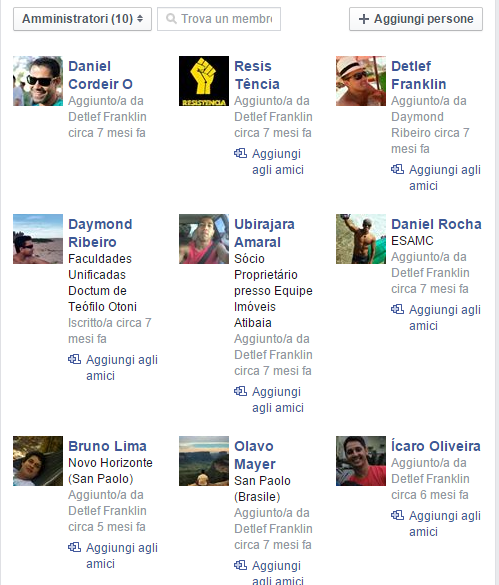 Amministratori (10)
Trova un membro
Aggiungi persone
Daniel
Cordeir O
Aggiunto/a da
Detlef Franklin
circa 7 mesi fa
RESISTENCIA
Resis
Tência
Aggiunto/a da
Detlef Franklin
circa 7 mesi fa
Aggiungi
agli amici
Detlef
Franklin
Aggiunto/a da
Daymond
Ribeiro circa 7
mesi fa
Aggiungi agli
amici
Daymond
Ribeiro
Faculdades
Unificadas
Doctum de
Teófilo Otoni
Iscritto/a circa 7
mesi fa
Aggiungi agli
amici
Ubirajara
Amaral
Sócio
Proprietário
presso Equipe
Imóveis
Atibaia
Aggiunto/a da
Detlef Franklin
circa 7 mesi fa
Aggiungi
agli amici
Daniel Rocha
ESAMC
Aggiunto/a da
Detlef Franklin
circa 7 mesi fa
Aggiungi agli
amici
Bruno Lima
Novo Horizonte
(San Paolo)
Aggiunto/a da
Detlef Franklin
circa 5 mesi fa
Aggiungi agli
amici
Olavo
Mayer
San Paolo
(Brasile)
Aggiunto/a da
Detlef Franklin
circa 7 mesi fa
Aggiungi
agli amici
Ícaro Oliveira
Aggiunto/a da
Detlef Franklin
circa 6 mesi fa
Aggiungi agli
amici